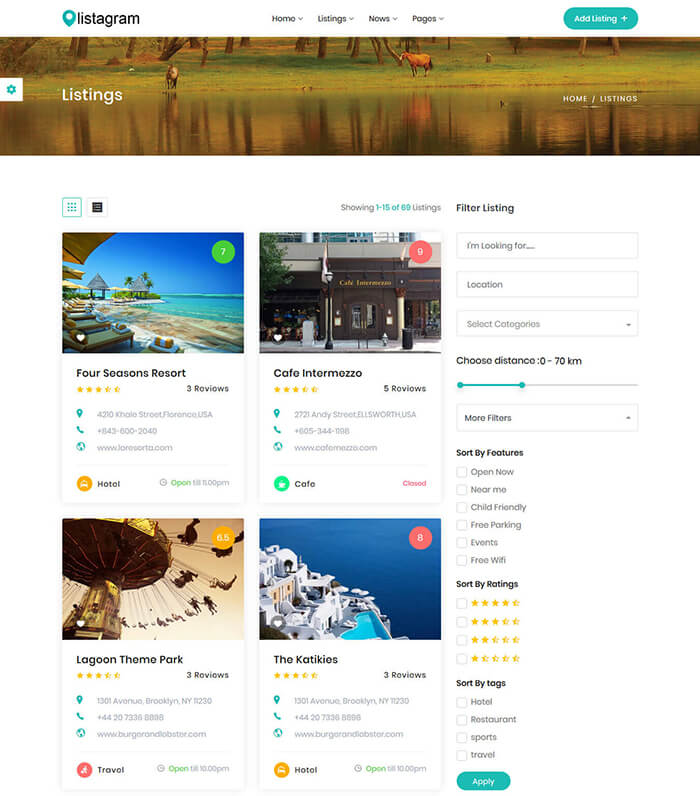 listagram
Home Listings News Pages Add Listing +
Listings
HOME / LISTINGS
Showing 1-15 of 69 Listings
7
Four Seasons Resort
3 Reviows
4210 Khale Street,Florence,USA
+643-600-2040
www.laresorta.com
Hotel
Open till 11.00pm
9
Café Intermezzo
Cafe Intermezzo
5 Reviows
2721 Andy Street,ELLSWORTH,USA
+605-344-1198
www.cafemezzo.com
Cafe
Closed
6.5
Lagoon Theme Park
3 Reviows
1301 Avenue, Brooklyn, NY 11230
+44 20 7336 8898
www.burgerandlobster.com
Travel
Open till 10.00pm
8
The Katikies
3 Reviows
1301 Avenue, Brooklyn, NY 11230
+44 20 7336 8898
www.burgerandlobster.com
Hotel
Open till 10.00pm
Filter Listing
I'm Looking for.....
Location
Select Categories
Choose distance :0 - 70 km
More Filters
Sort By Features
Open Now
Near me
Child Friendly
Free Parking
Events
Free Wifi
Sort By Ratings
Sort By tags
Hotel
Restaurant
sports
travel
Apply